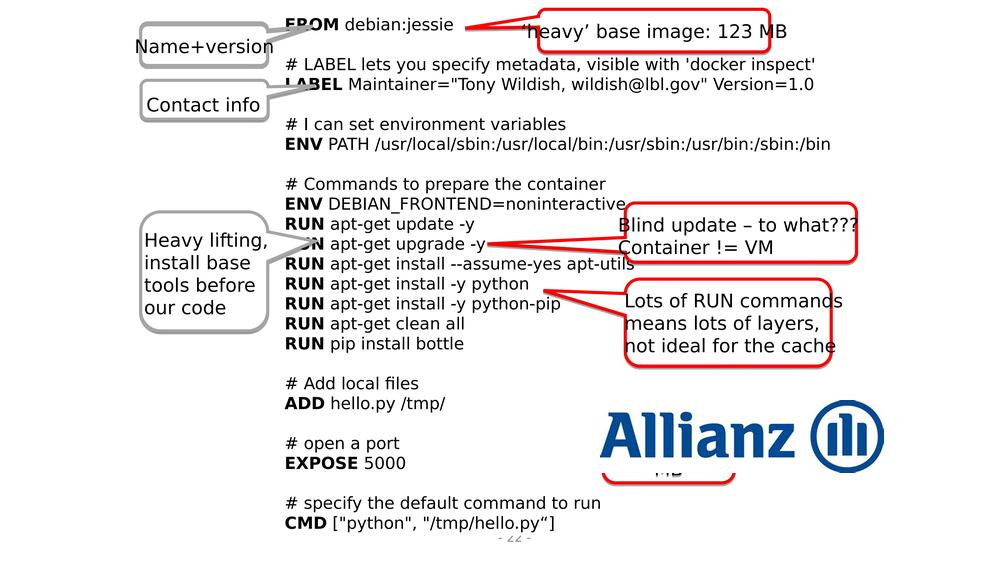 FROM debian:jessie
'heavy' base image: 123 MB
Name+version
# LABEL lets you specify metadata, visible with 'docker inspect'
LABEL Maintainer="Tony Wildish, wildish@lbl.gov" Version=1.0
Contact info
# I can set environment variables
ENV PATH /usr/local/sbin:/usr/local/bin:/usr/sbin:/usr/bin:/sbin:/bin
# Commands to prepare the container
ENV DEBIAN_FRONTEND=noninteractive
RUN apt-get update -y
RUN apt-get upgrade -y
RUN apt-get install --assume-yes apt-utils
RUN apt-get install -y python
RUN apt-get install -y python-pip
RUN apt-get clean all
RUN pip install bottle
Blind update – to what???
Container != VM
Heavy lifting,
install base
tools before
our code
Lots of RUN commands
means lots of layers,
not ideal for the cache
# Add local files
ADD hello.py /tmp/
Allianz
# open a port
EXPOSE 5000
# specify the default command to run
CMD ["python", "/tmp/hello.py“]
- 22 -